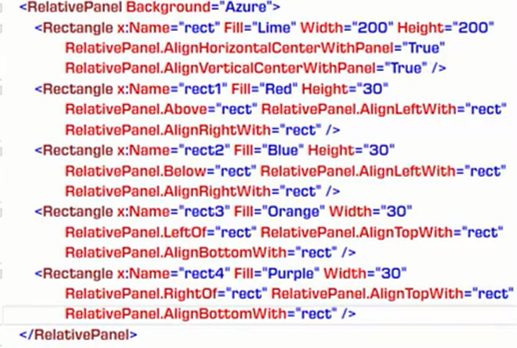 <RelativePanel Background="Azure">
<Rectangle x:Name="rect" Fill="Lime" Width="200" Height="200"
RelativePanel.AlignHorizontalCenterWithPanel="True"
RelativePanel.AlignVerticalCenterWithPanel="True" />
<Rectangle x:Name="rect1" Fill="Red" Height="30"
RelativePanel.Above="rect" RelativePanel.AlignLeftWith="rect"
RelativePanel.AlignRightWith="rect" />
<Rectangle x:Name="rect2" Fill="Blue" Height="30"
RelativePanel.Below="rect" RelativePanel.AlignLeftWith="rect"
RelativePanel.AlignRightWith="rect" />
<Rectangle x:Name="rect3" Fill="Orange" Width="30"
RelativePanel.LeftOf="rect" RelativePanel.AlignTopWith="rect"
RelativePanel.AlignBottomWith="rect" />
<Rectangle x:Name="rect4" Fill="Purple" Width="30"
RelativePanel.RightOf="rect" RelativePanel.AlignTopWith="rect"
RelativePanel.AlignBottomWith="rect" />
</RelativePanel>